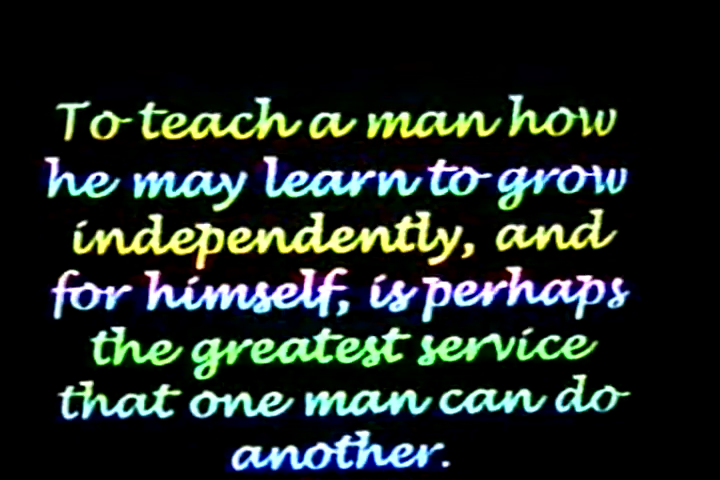 To teach a man how
he may learn to grow
independently, and
for himself, is perhaps
the greatest service
that one man can do
another.